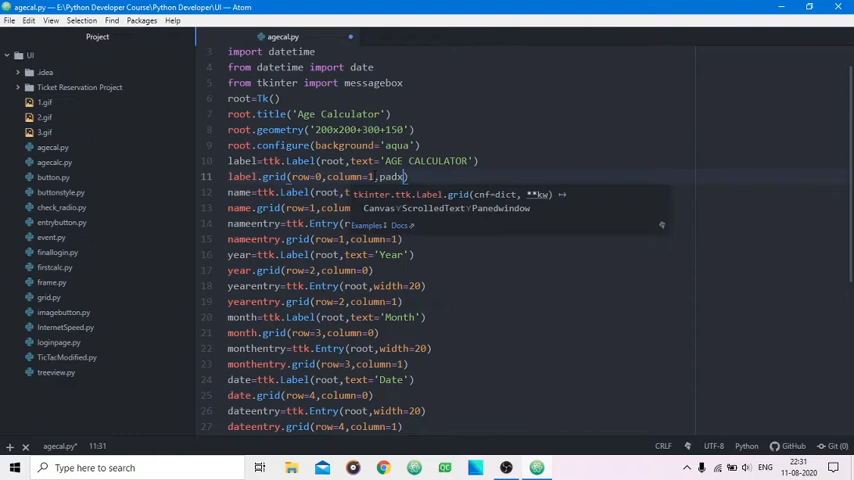 agecal.py — E:\Python Developer Course\Python Developer\UI — Atom
File Edit View Selection Find Packages Help
Project
agecal.py
UI
.idea
Ticket Reservation Project
1.gif
2.gif
3.gif
agecal.py
agecalc.py
button.py
buttonstyle.py
check_radio.py
entrybutton.py
event.py
finallogin.py
firstcalc.py
frame.py
grid.py
imagebutton.py
InternetSpeed.py
loginpage.py
TicTacModified.py
treeview.py
3 import datetime
4 from datetime import date
5 from tkinter import messagebox
6 root=Tk()
7 root.title('Age Calculator')
8 root.geometry('200x200+300+150')
9 root.configure(background='aqua')
10 label=ttk.Label(root,text='AGE CALCULATOR')
11 label.grid(row=0,column=1,padx)
12 name=ttk.Label(root,t
tkinter.ttk.Label.grid(cnf=dict, **kw)
13 name.grid(row=1,colum
Canvas ScrolledText Panedwindow
14 nameentry=ttk.Entry(r
Examples Docs
15 nameentry.grid(row=1,column=1)
16 year=ttk.Label(root,text='Year')
17 year.grid(row=2,column=0)
18 yearentry=ttk.Entry(root,width=20)
19 yearentry.grid(row=2,column=1)
20 month=ttk.Label(root,text='Month')
21 month.grid(row=3,column=0)
22 monthentry=ttk.Entry(root,width=20)
23 monthentry.grid(row=3,column=1)
24 date=ttk.Label(root,text='Date')
25 date.grid(row=4,column=0)
26 dateentry=ttk.Entry(root,width=20)
27 dateentry.grid(row=4,column=1)
agecal.py* 11:31
CRLF UTF-8 Python GitHub Git (0)
Type here to search
ENG
22:31
11-08-2020